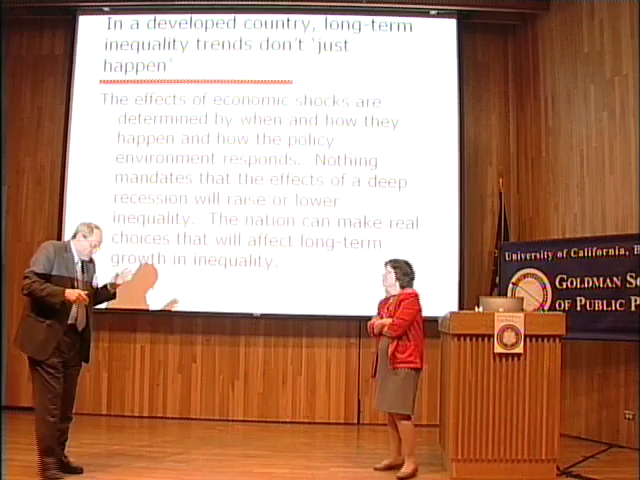 In a developed country, long-term
inequality trends don't 'just
happen'
The effects of economic shocks are
determined by when and how they
happen and how the policy
environment responds. Nothing
mandates that the effects of a deep
recession will raise or lower
inequality. The nation can make real
choices that will affect long-term
growth in inequality.
University of California, B
GOLDMAN S
OF PUBLIC P